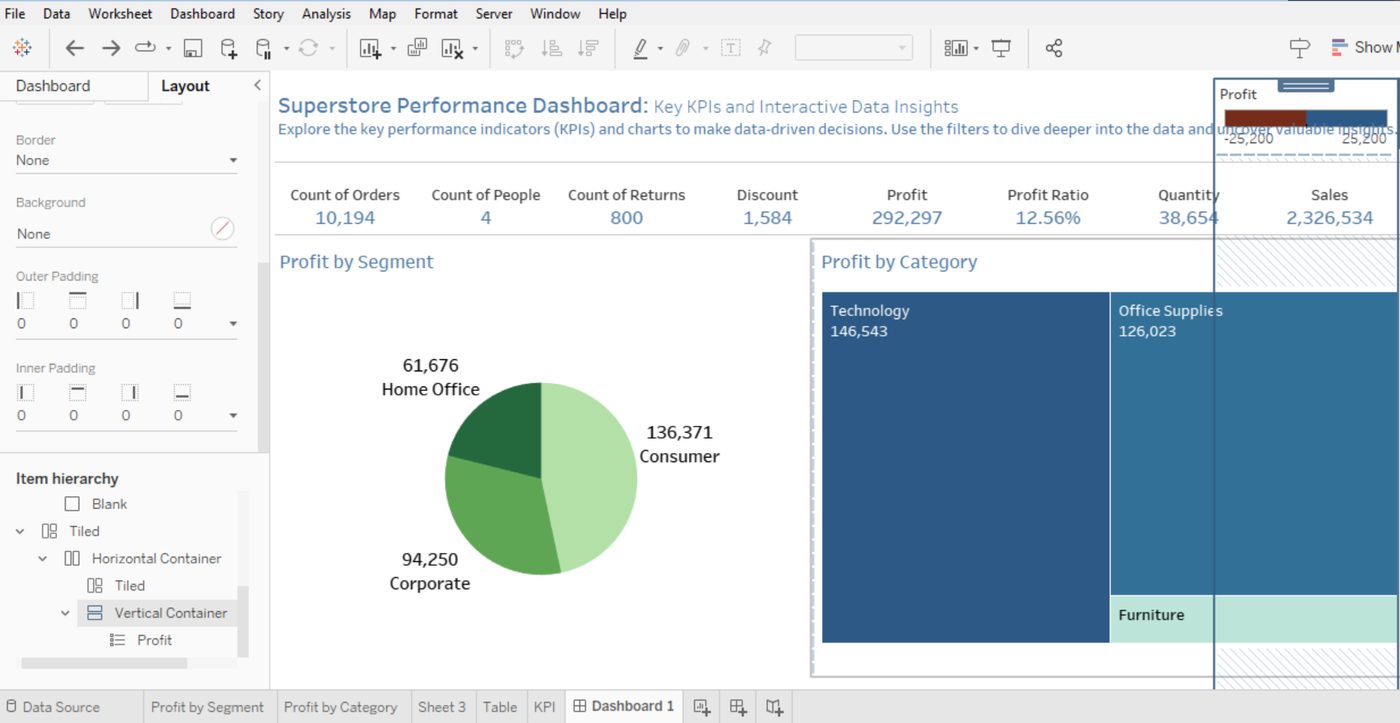 File Data Worksheet Dashboard Story Analysis Map Format Server Window Help
Show
Dashboard Layout
Border
None
Background
None
Outer Padding
0 0 0 0
Inner Padding
0 0 0 0
Item hierarchy
Blank
Tiled
Horizontal Container
Tiled
Vertical Container
Profit
Superstore Performance Dashboard: Key KPIs and Interactive Data Insights
Explore the key performance indicators (KPIs) and charts to make data-driven decisions. Use the filters to dive deeper into the data and uncover valuable insights.
Profit
-25,200 25,200
Count of Orders Count of People Count of Returns Discount Profit Profit Ratio Quantity Sales
10,194 4 800 1,584 292,297 12.56% 38,654 2,326,534
Profit by Segment
61,676
Home Office
136,371
Consumer
94,250
Corporate
Profit by Category
Technology
146,543
Office Supplies
126,023
Furniture
Data Source Profit by Segment Profit by Category Sheet 3 Table KPI Dashboard 1